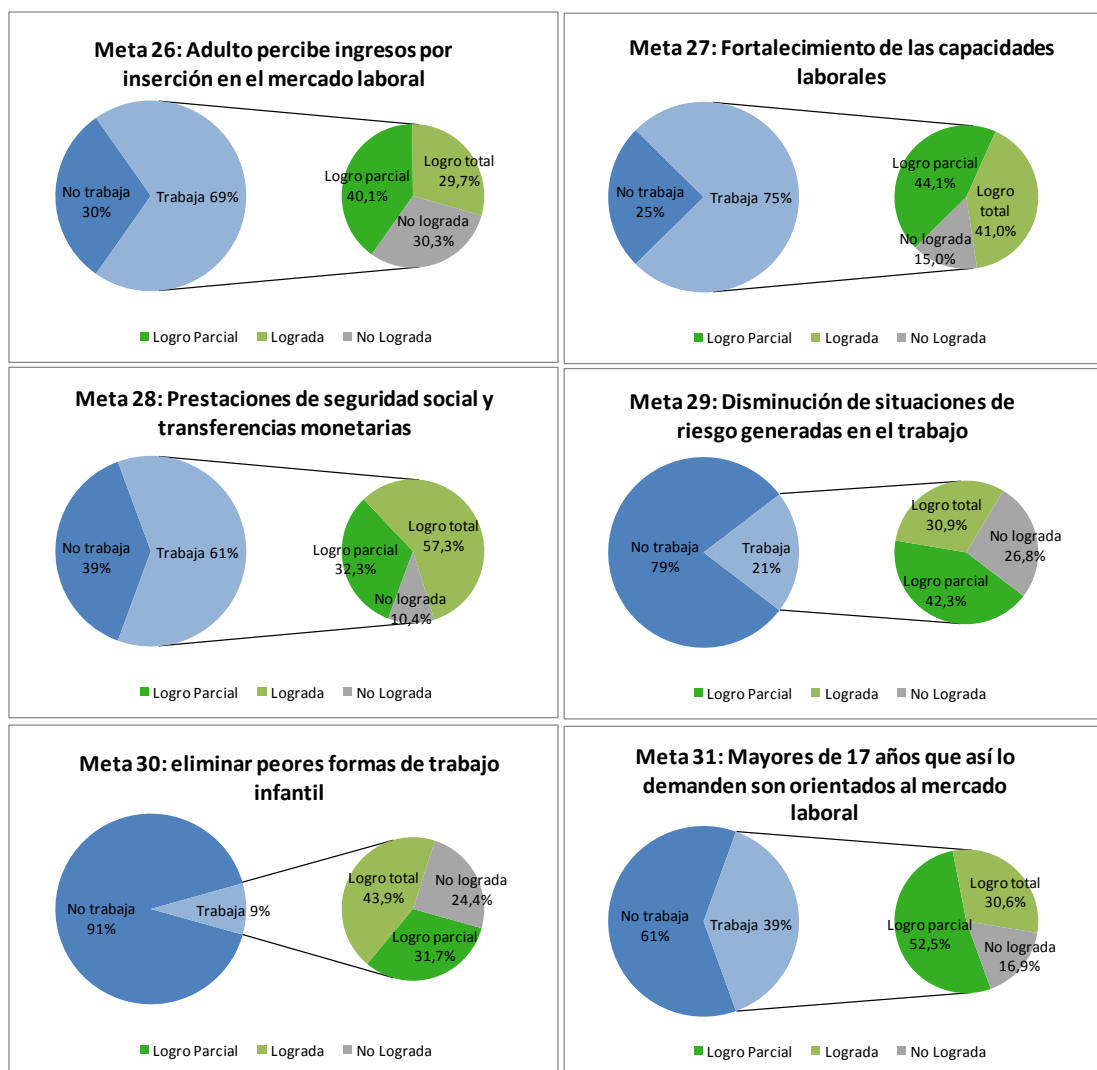 Meta 26: Adulto percibe ingresos por
inserción en el mercado laboral
No trabaja
30%
Trabaja 69%
Logro parcial
40,1%
Logro total
29,7%
No lograda
30,3%
Logro Parcial
Lograda
No Lograda
Meta 27: Fortalecimiento de las capacidades
laborales
No trabaja
25%
Trabaja 75%
Logro parcial
44,1%
Logro
total
41,0%
No lograda
15,0%
Logro Parcial
Lograda
No Lograda
Meta 28: Prestaciones de seguridad social y
transferencias monetarias
No trabaja
39%
Trabaja 61%
Logro total
57,3%
Logro parcial
32,3%
No lograda
10,4%
Logro Parcial
Lograda
No Lograda
Meta 29: Disminución de situaciones de
riesgo generadas en el trabajo
No trabaja
79%
Trabaja
21%
Logro total
30,9%
No lograda
26,8%
Logro parcial
42,3%
Logro Parcial
Lograda
No Lograda
Meta 30: eliminar peores formas de trabajo
infantil
No trabaja
91%
Trabaja 9%
Logro total
43,9%
No lograda
24,4%
Logro parcial
31,7%
Logro Parcial
Lograda
No Lograda
Meta 31: Mayores de 17 años que así lo
demanden son orientados al mercado
laboral
No trabaja
61%
Trabaja 39%
Logro total
30,6%
Logro parcial
52,5%
No lograda
16,9%
Logro Parcial
Lograda
No Lograda